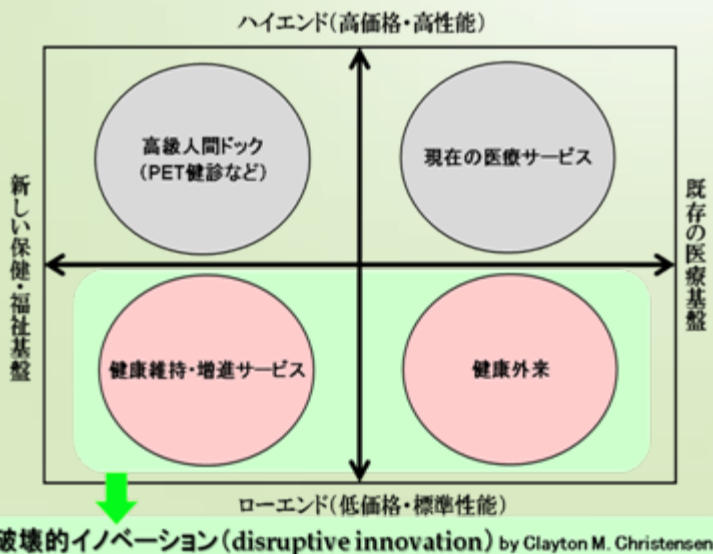 ハイエンド(高価格・高性能)
高級人間ドック
(PET健診など)
現在の医療サービス
新しい保健・福祉基盤
既存の医療基盤
健康維持・増進サービス
健康外来
ローエンド(低価格・標準性能)
破壊的イノベーション(disruptive innovation) by Clayton M. Christensen